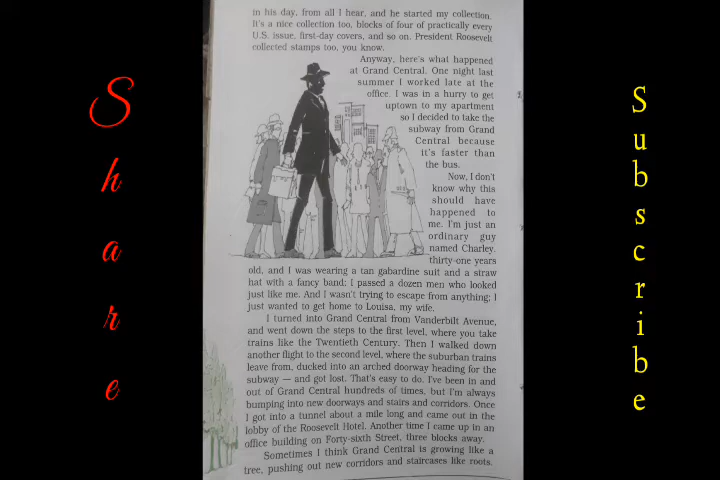 Share
in his day, from all I hear, and he started my collection.
It's a nice collection too, blocks of four of practically every
U.S. issue, first-day covers, and so on. President Roosevelt
collected stamps too, you know.
Anyway, here's what happened
at Grand Central. One night last
summer I worked late at the
office. I was in a hurry to get
uptown to my apartment
so I decided to take the
subway from Grand
Central because
it's faster than
the bus.
Now, I don't
know why this
should have
happened to
me. I'm just an
ordinary guy
named Charley,
thirty-one years
old, and I was wearing a tan gabardine suit and a straw
hat with a fancy band; I passed a dozen men who looked
just like me. And I wasn't trying to escape from anything; I
just wanted to get home to Louisa, my wife.
I turned into Grand Central from Vanderbilt Avenue,
and went down the steps to the first level, where you take
trains like the Twentieth Century. Then I walked down
another flight to the second level, where the suburban trains
leave from, ducked into an arched doorway heading for the
subway — and got lost. That's easy to do. I've been in and
out of Grand Central hundreds of times, but I'm always
bumping into new doorways and stairs and corridors. Once
I got into a tunnel about a mile long and came out in the
lobby of the Roosevelt Hotel. Another time I came up in an
office building on Forty-sixth Street, three blocks away.
Sometimes I think Grand Central is growing like a
tree, pushing out new corridors and staircases like roots.
Subscribe